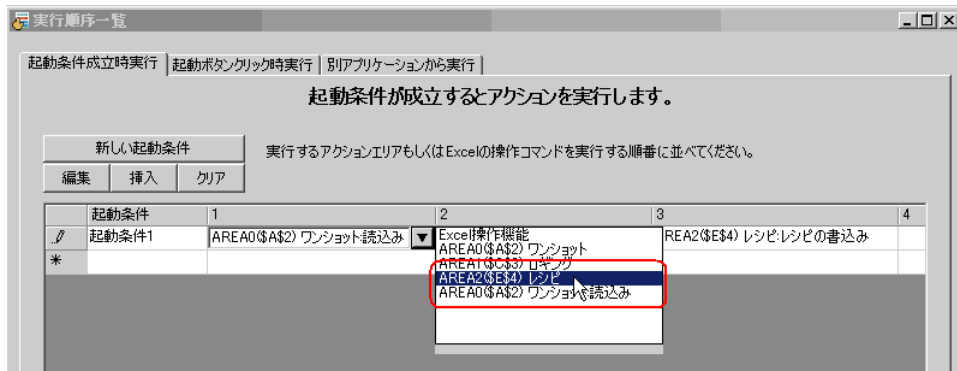 実行順序一覧
起動条件成立時実行 起動ボタンクリック時実行 別アプリケーションから実行
起動条件が成立するとアクションを実行します。
新しい起動条件
実行するアクションエリアもしくはExcelの操作コマンドを実行する順番に並べてください。
編集 挿入 クリア
起動条件 1 2 3 4
起動条件1 AREA0($A$2) ワンショット:読込み Excel操作機能 REA2($E$4) レシピ:レシピの書込み
AREA0($A$2) ワンショット
AREA1($C$3) ロギング
AREA2($E$4) レシピ
AREA0($A$2) ワンショット:読込み